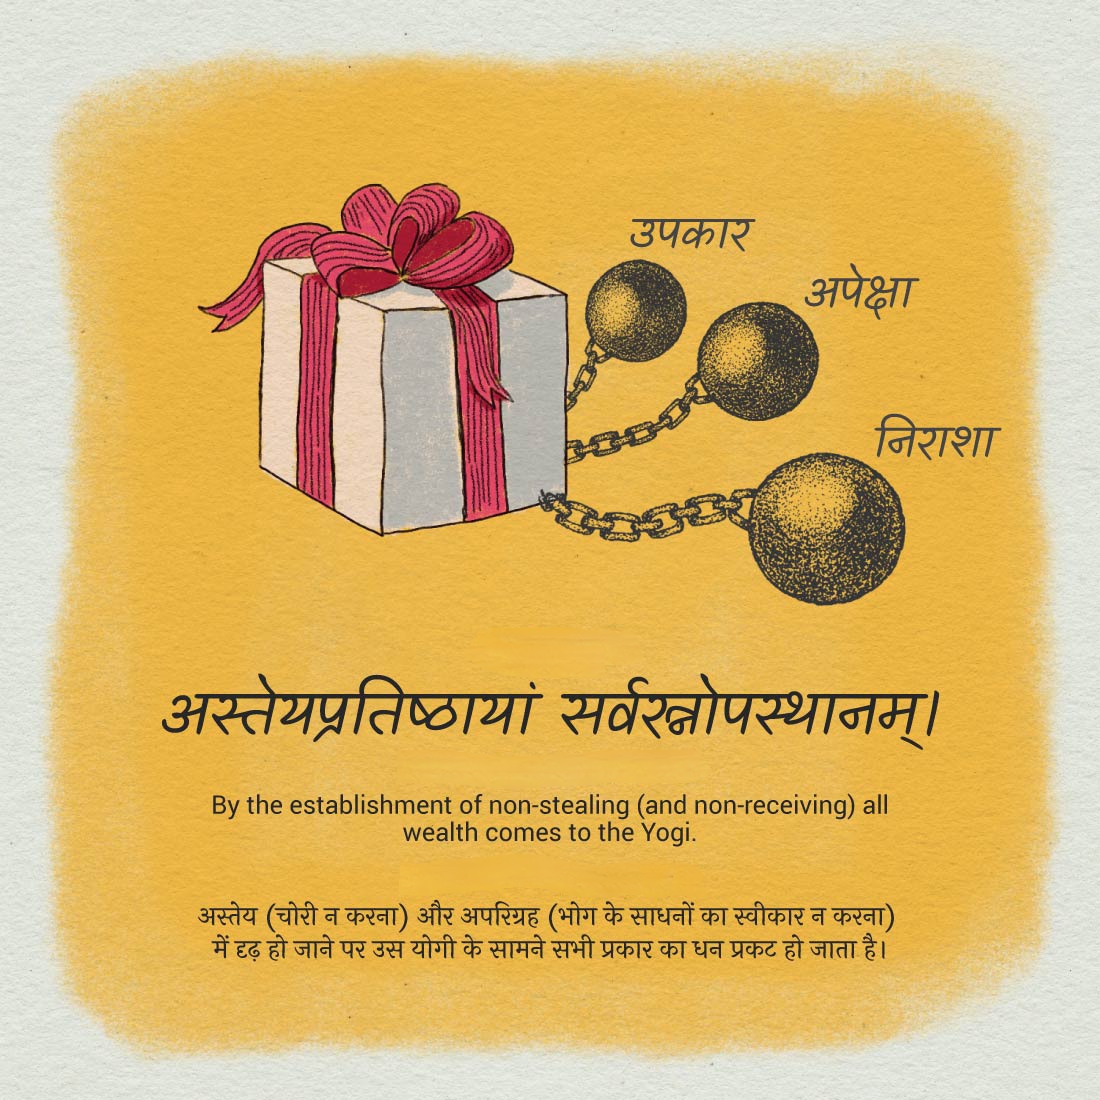 उपकार
अपेक्षा
निराशा
अस्तेयप्रतिष्ठायां सर्वरत्नोपस्थानम्।
By the establishment of non-stealing (and non-receiving) all
wealth comes to the Yogi.
अस्तेय (चोरी न करना) और अपरिग्रह (भोग के साधनों का स्वीकार न करना)
में दृढ़ हो जाने पर उस योगी के सामने सभी प्रकार का धन प्रकट हो जाता है।